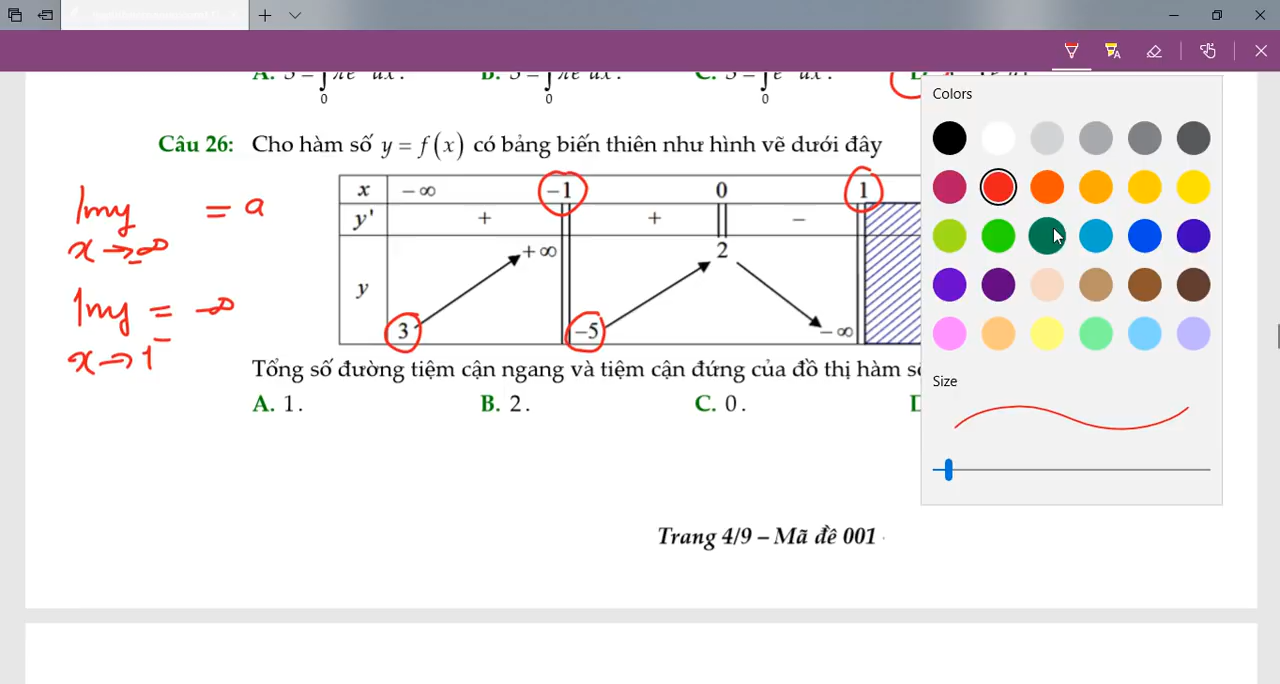 Câu 26: Cho hàm số y = f(x) có bảng biến thiên như hình vẽ dưới đây
x −∞ −1 0 1
y' + + −
y 3 +∞ −5 2 −∞
lim y = a
x → −∞
lim y = −∞
x → 1⁻
Tổng số đường tiệm cận ngang và tiệm cận đứng của đồ thị hàm
A. 1. B. 2. C. 0.
Trang 4/9 – Mã đề 001
Colors
Size